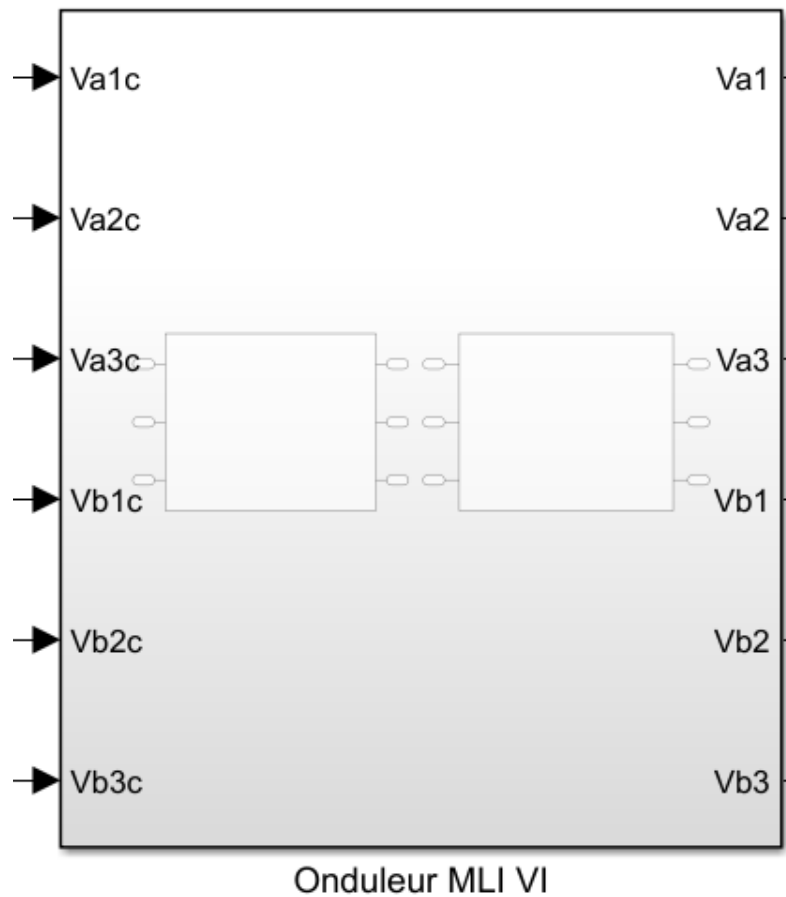 Va1c Va1
Va2c Va2
Va3c Va3
Vb1c Vb1
Vb2c Vb2
Vb3c Vb3
Onduleur MLI VI